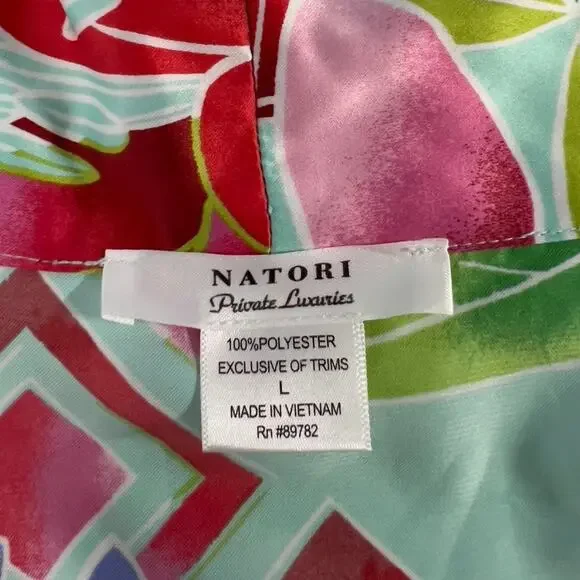 NATORI
Private Luxuries
100%POLYESTER
EXCLUSIVE OF TRIMS
L
MADE IN VIETNAM
Rn #89782